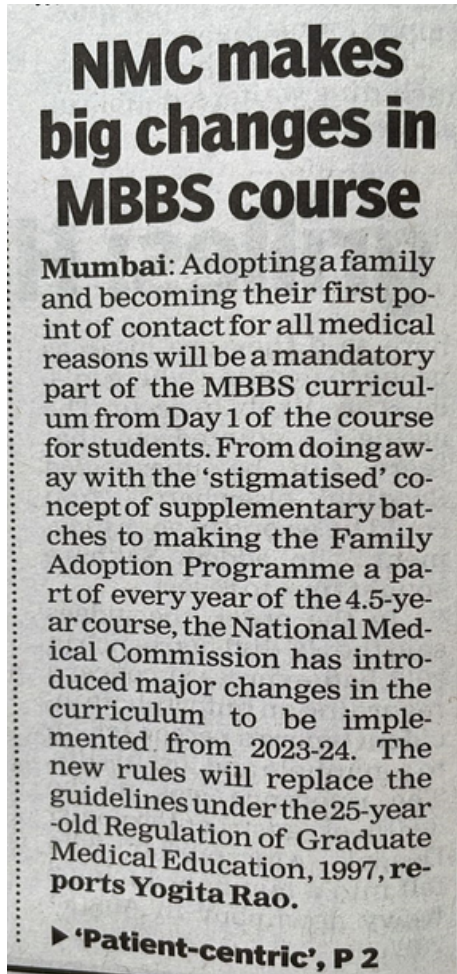 NMC makes
big changes in
MBBS course
Mumbai: Adopting a family
and becoming their first po-
int of contact for all medical
reasons will be a mandatory
part of the MBBS curricul-
um from Day 1 of the course
for students. From doing aw-
ay with the ‘stigmatised’ co-
ncept of supplementary bat-
ches to making the Family
Adoption Programme a pa-
rt of every year of the 4.5-ye-
ar course, the National Med-
ical Commission has intro-
duced major changes in the
curriculum to be imple-
mented from 2023-24. The
new rules will replace the
guidelines under the 25-year
-old Regulation of Graduate
Medical Education, 1997, re-
ports Yogita Rao.
▶ ‘Patient-centric’, P 2